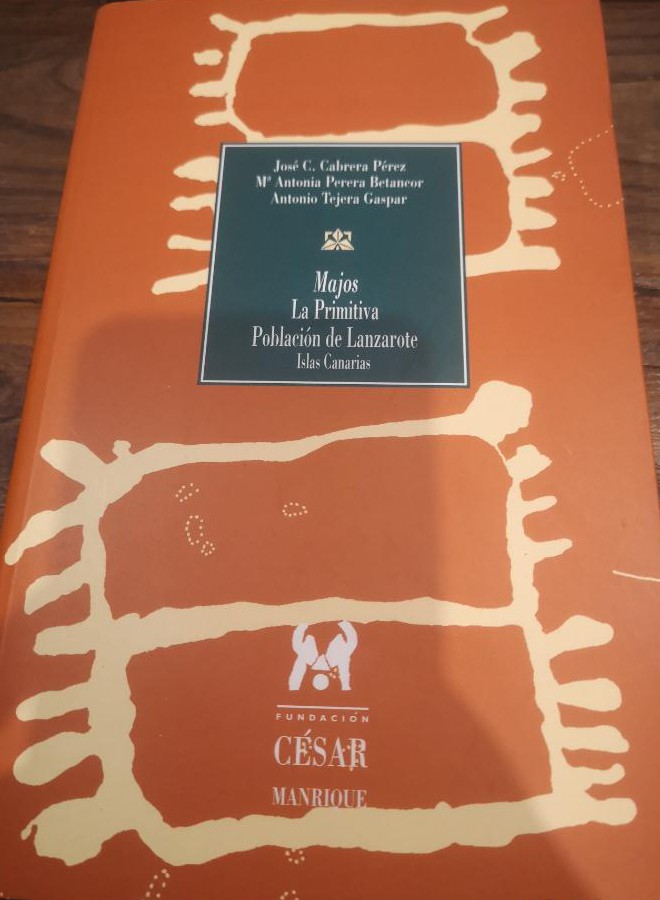 José C. Cabrera Pérez
Mª Antonia Perera Betancor
Antonio Tejera Gaspar
Majos
La Primitiva
Población de Lanzarote
Islas Canarias
FUNDACIÓN
CÉSAR
MANRIQUE